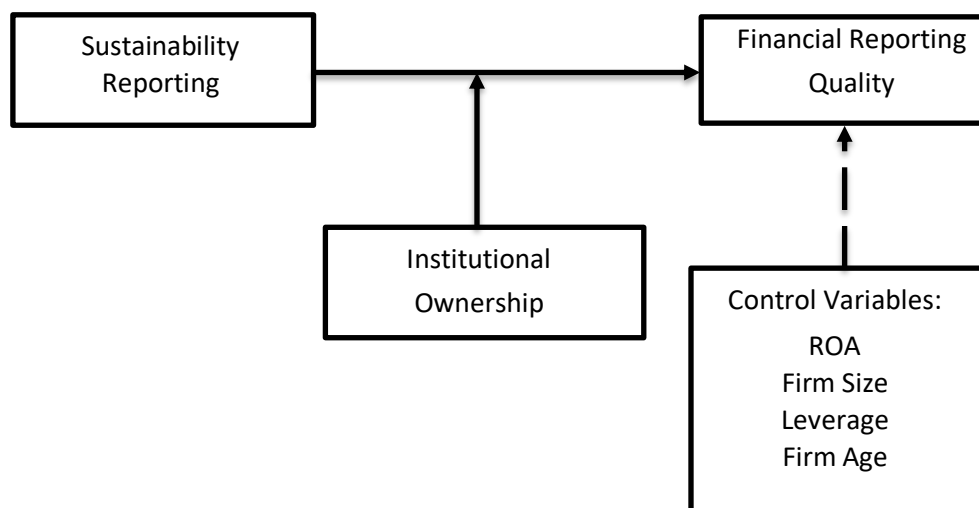 Sustainability
Reporting
Financial Reporting
Quality
Institutional
Ownership
Control Variables:
ROA
Firm Size
Leverage
Firm Age